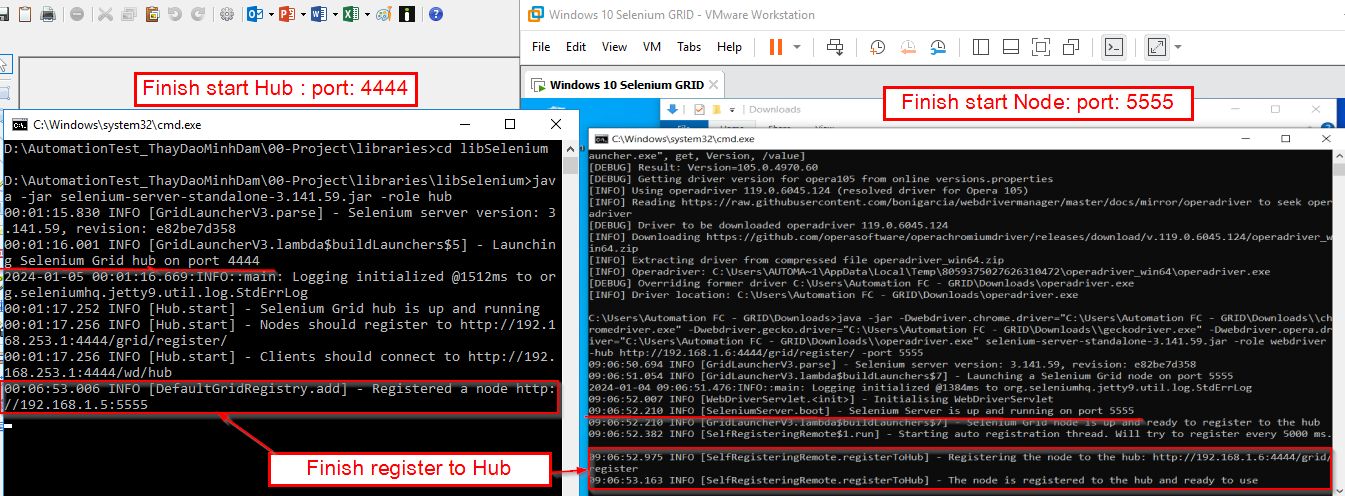 Windows 10 Selenium GRID - VMware Workstation
File Edit View VM Tabs Help
Windows 10 Selenium GRID
Finish start Hub : port: 4444
Finish start Node: port: 5555
Downloads
C:\Windows\system32\cmd.exe
D:\AutomationTest_ThayDaoMinhDam\00-Project\libraries>cd libSelenium
D:\AutomationTest_ThayDaoMinhDam\00-Project\libraries\libSelenium>jav
a -jar selenium-server-standalone-3.141.59.jar -role hub
00:01:15.830 INFO [GridLauncherV3.parse] - Selenium server version: 3
.141.59, revision: e82be7d358
00:01:16.001 INFO [GridLauncherV3.lambda$buildLaunchers$5] - Launchin
g Selenium Grid hub on port 4444
2024-01-05 00:01:16.669:INFO::main: Logging initialized @1512ms to or
g.seleniumhq.jetty9.util.log.StdErrLog
00:01:17.252 INFO [Hub.start] - Selenium Grid hub is up and running
00:01:17.256 INFO [Hub.start] - Nodes should register to http://192.1
68.253.1:4444/grid/register/
00:01:17.256 INFO [Hub.start] - Clients should connect to http://192.
168.253.1:4444/wd/hub
00:06:53.006 INFO [DefaultGridRegistry.add] - Registered a node http:
//192.168.1.5:5555
Finish register to Hub
C:\Windows\system32\cmd.exe
auncher.exe", get, Version, /value]
[DEBUG] Result: Version=105.0.4970.60
[DEBUG] Getting driver version for opera105 from online versions.properties
[INFO] Using operadriver 119.0.6045.124 (resolved driver for Opera 105)
[INFO] Reading https://raw.githubusercontent.com/bonigarcia/webdrivermanager/master/docs/mirror/operadriver to seek oper
adriver
[DEBUG] Driver to be downloaded operadriver 119.0.6045.124
[INFO] Downloading https://github.com/operasoftware/operachromiumdriver/releases/download/v.119.0.6045.124/operadriver_w
in64.zip
[INFO] Extracting driver from compressed file operadriver_win64.zip
[INFO] Operadriver: C:\Users\AUTOMA~1\AppData\Local\Temp\8059375027626310472\operadriver_win64\operadriver.exe
[DEBUG] Overriding former driver C:\Users\Automation FC - GRID\Downloads\operadriver.exe
[INFO] Driver location: C:\Users\Automation FC - GRID\Downloads\operadriver.exe
C:\Users\Automation FC - GRID\Downloads>java -jar -Dwebdriver.chrome.driver="C:\Users\Automation FC - GRID\Downloads\\ch
romedriver.exe" -Dwebdriver.gecko.driver="C:\Users\Automation FC - GRID\Downloads\\geckodriver.exe" -Dwebdriver.opera.dr
iver="C:\Users\Automation FC - GRID\Downloads\\operadriver.exe" selenium-server-standalone-3.141.59.jar -role webdriver
-hub http://192.168.1.6:4444/grid/register/ -port 5555
09:06:50.694 INFO [GridLauncherV3.parse] - Selenium server version: 3.141.59, revision: e82be7d358
09:06:51.054 INFO [GridLauncherV3.lambda$buildLaunchers$7] - Launching a Selenium Grid node on port 5555
2024-01-04 09:06:51.476:INFO::main: Logging initialized @1384ms to org.seleniumhq.jetty9.util.log.StdErrLog
09:06:52.007 INFO [WebDriverServlet.<init>] - Initialising WebDriverServlet
09:06:52.210 INFO [SeleniumServer.boot] - Selenium Server is up and running on port 5555
09:06:52.210 INFO [GridLauncherV3.lambda$buildLaunchers$7] - Selenium Grid node is up and ready to register to the hub
09:06:52.382 INFO [SelfRegisteringRemote$1.run] - Starting auto registration thread. Will try to register every 5000 ms.
09:06:52.975 INFO [SelfRegisteringRemote.registerToHub] - Registering the node to the hub: http://192.168.1.6:4444/grid/
register
09:06:53.163 INFO [SelfRegisteringRemote.registerToHub] - The node is registered to the hub and ready to use